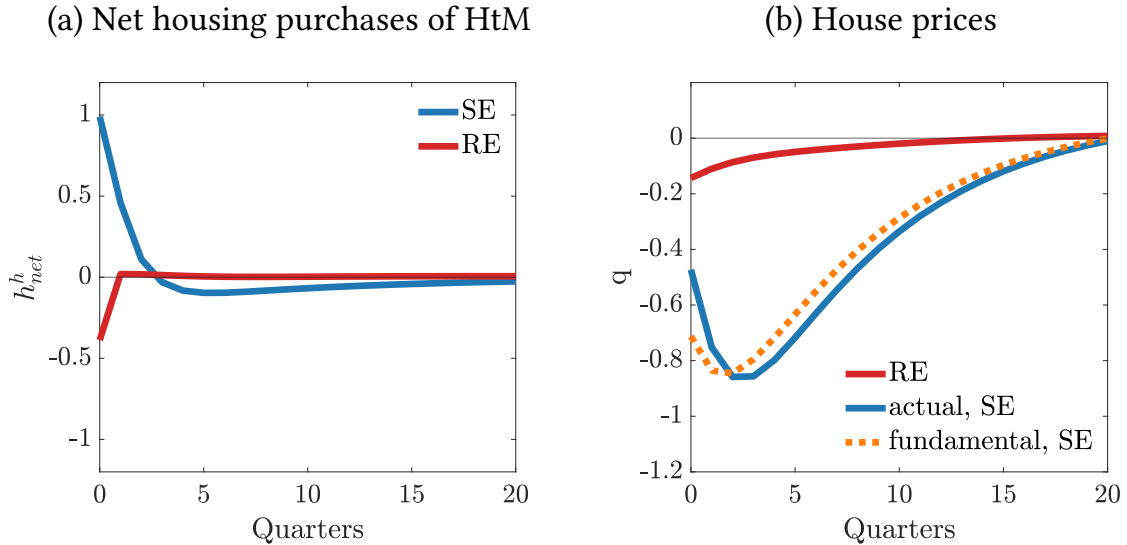 (a) Net housing purchases of HtM
1
0.5
0
-0.5
-1
h^h_net
SE
RE
0 5 10 15 20
Quarters
(b) House prices
0
-0.2
-0.4
-0.6
-0.8
-1
-1.2
q
RE
actual, SE
fundamental, SE
0 5 10 15 20
Quarters